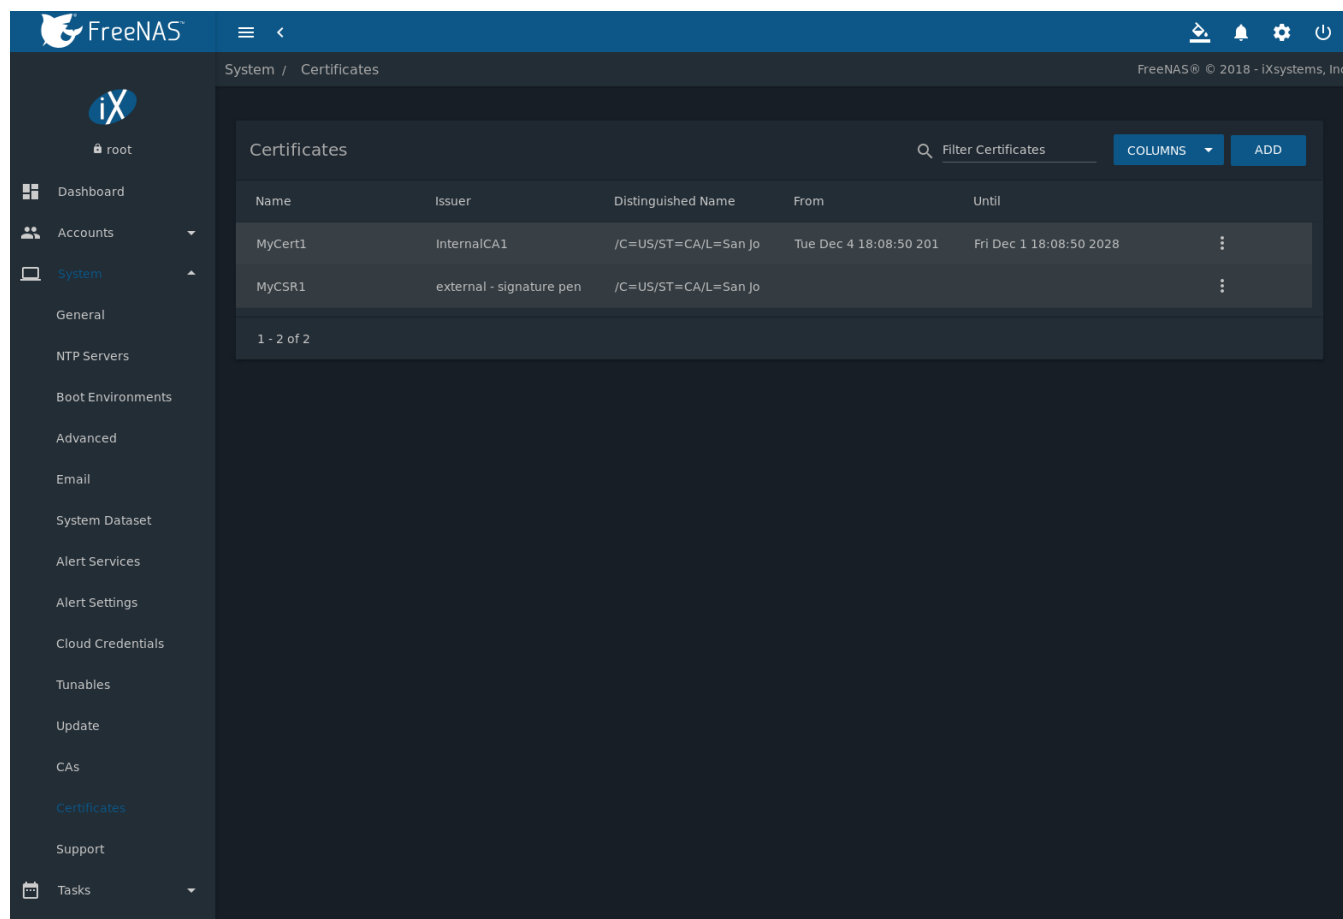 FreeNAS™
System / Certificates
FreeNAS® © 2018 - iXsystems, Inc
iX
root
Dashboard
Accounts
System
General
NTP Servers
Boot Environments
Advanced
Email
System Dataset
Alert Services
Alert Settings
Cloud Credentials
Tunables
Update
CAs
Certificates
Support
Tasks
Certificates
Filter Certificates
COLUMNS
ADD
Name Issuer Distinguished Name From Until
MyCert1 InternalCA1 /C=US/ST=CA/L=San Jo Tue Dec 4 18:08:50 201 Fri Dec 1 18:08:50 2028
MyCSR1 external - signature pen /C=US/ST=CA/L=San Jo
1 - 2 of 2